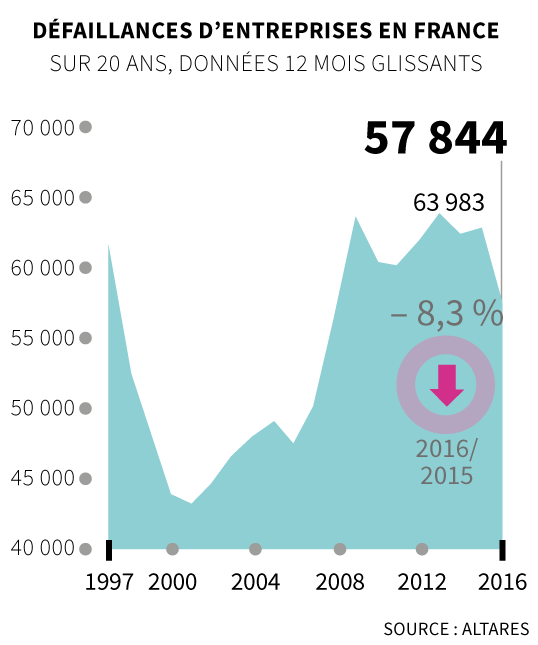 DÉFAILLANCES D’ENTREPRISES EN FRANCE
SUR 20 ANS, DONNÉES 12 MOIS GLISSANTS
70 000
57 844
65 000
63 983
60 000
– 8,3 %
55 000
50 000
2016/
2015
45 000
40 000
1997 2000 2004 2008 2012 2016
SOURCE : ALTARES